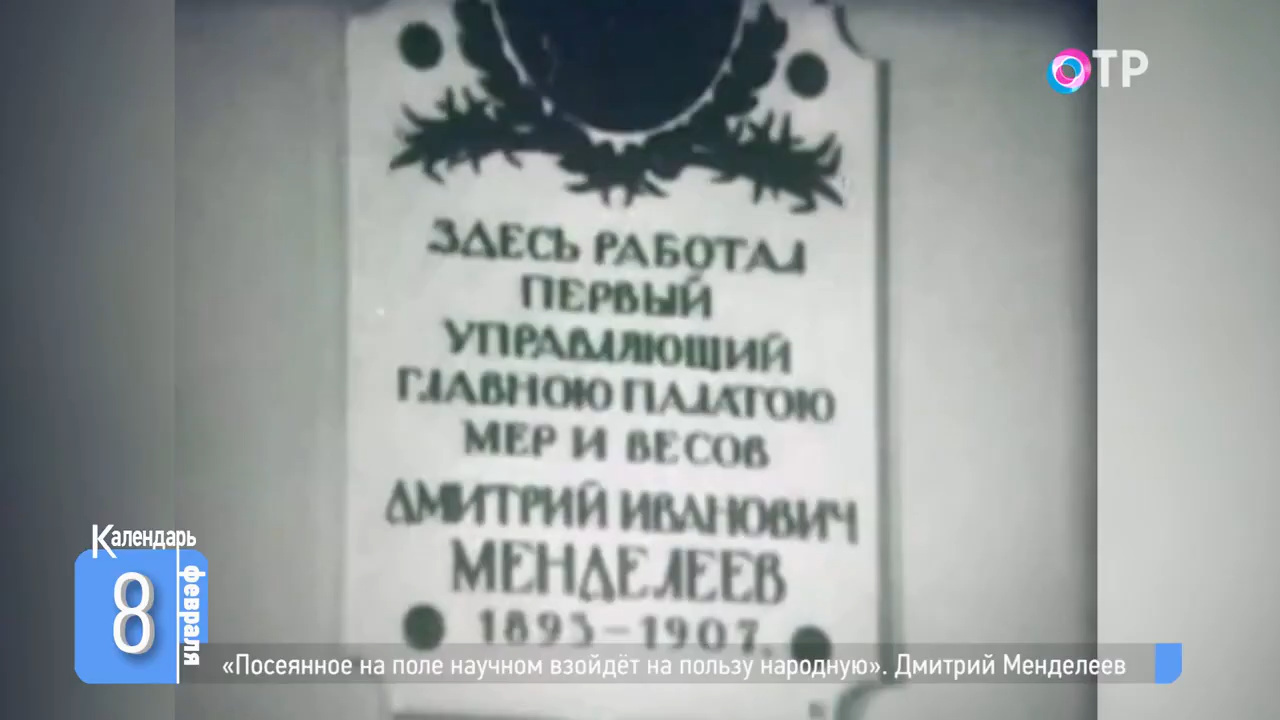 ОТР
ЗДЕСЬ РАБОТАЛ
ПЕРВЫЙ
УПРАВЛЯЮЩИЙ
ГЛАВНОЮ ПАЛАТОЮ
МЕР И ВЕСОВ
ДМИТРИЙ ИВАНОВИЧ
МЕНДЕЛЕЕВ
1893–1907.
Календарь
8
февраля
«Посеянное на поле научном взойдёт на пользу народную». Дмитрий Менделеев